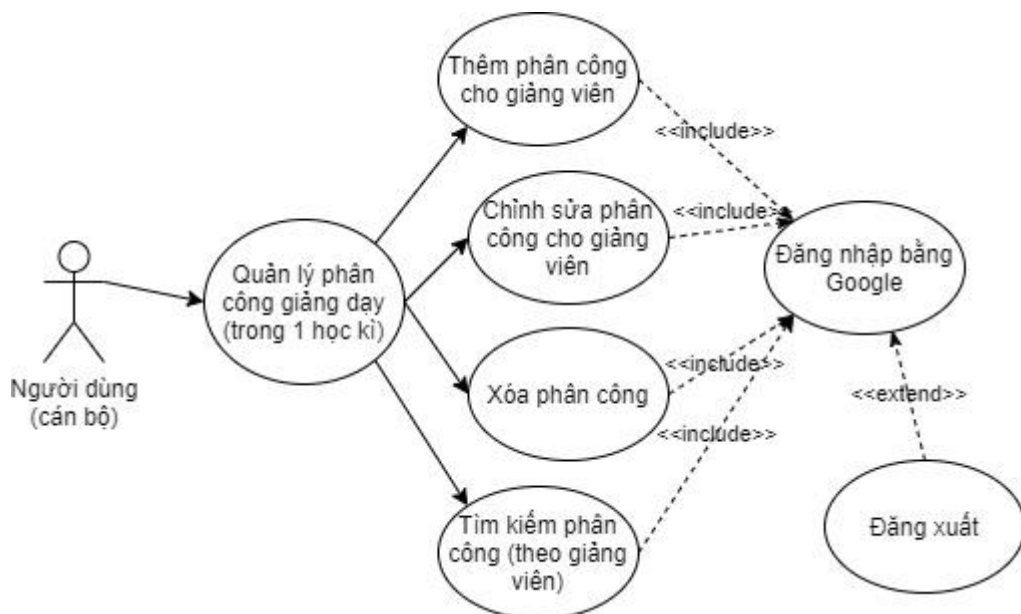 Thêm phân công
cho giảng viên
<<include>>
Chỉnh sửa phân
công cho giảng
viên
<<include>>
Đăng nhập bằng
Google
Quản lý phân
công giảng dạy
(trong 1 học kì)
Người dùng
(cán bộ)
Xóa phân công
<<include>>
<<extend>>
<<include>>
Tìm kiếm phân
công (theo giảng
viên)
Đăng xuất